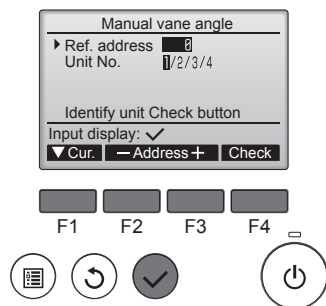 Manual vane angle
Ref. address 0
Unit No. 1/2/3/4
Identify unit Check button
Input display: ✓
▼Cur. − Address + Check
F1 F2 F3 F4